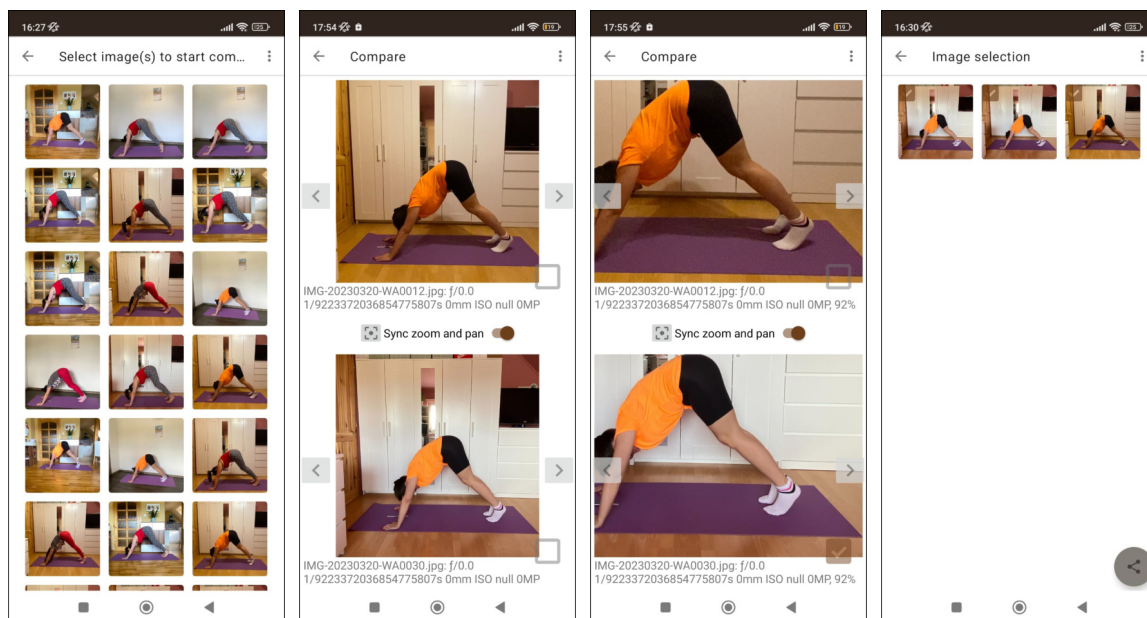 16:27
125
Select image(s) to start com...
17:54
19
Compare
IMG-20230320-WA0012.jpg: ƒ/0.0
1/9223372036854775807s 0mm ISO null 0MP
Sync zoom and pan
IMG-20230320-WA0030.jpg: ƒ/0.0
1/9223372036854775807s 0mm ISO null 0MP
17:55
19
Compare
IMG-20230320-WA0012.jpg: ƒ/0.0
1/9223372036854775807s 0mm ISO null 0MP, 92%
Sync zoom and pan
IMG-20230320-WA0030.jpg: ƒ/0.0
1/9223372036854775807s 0mm ISO null 0MP, 92%
16:30
Image selection